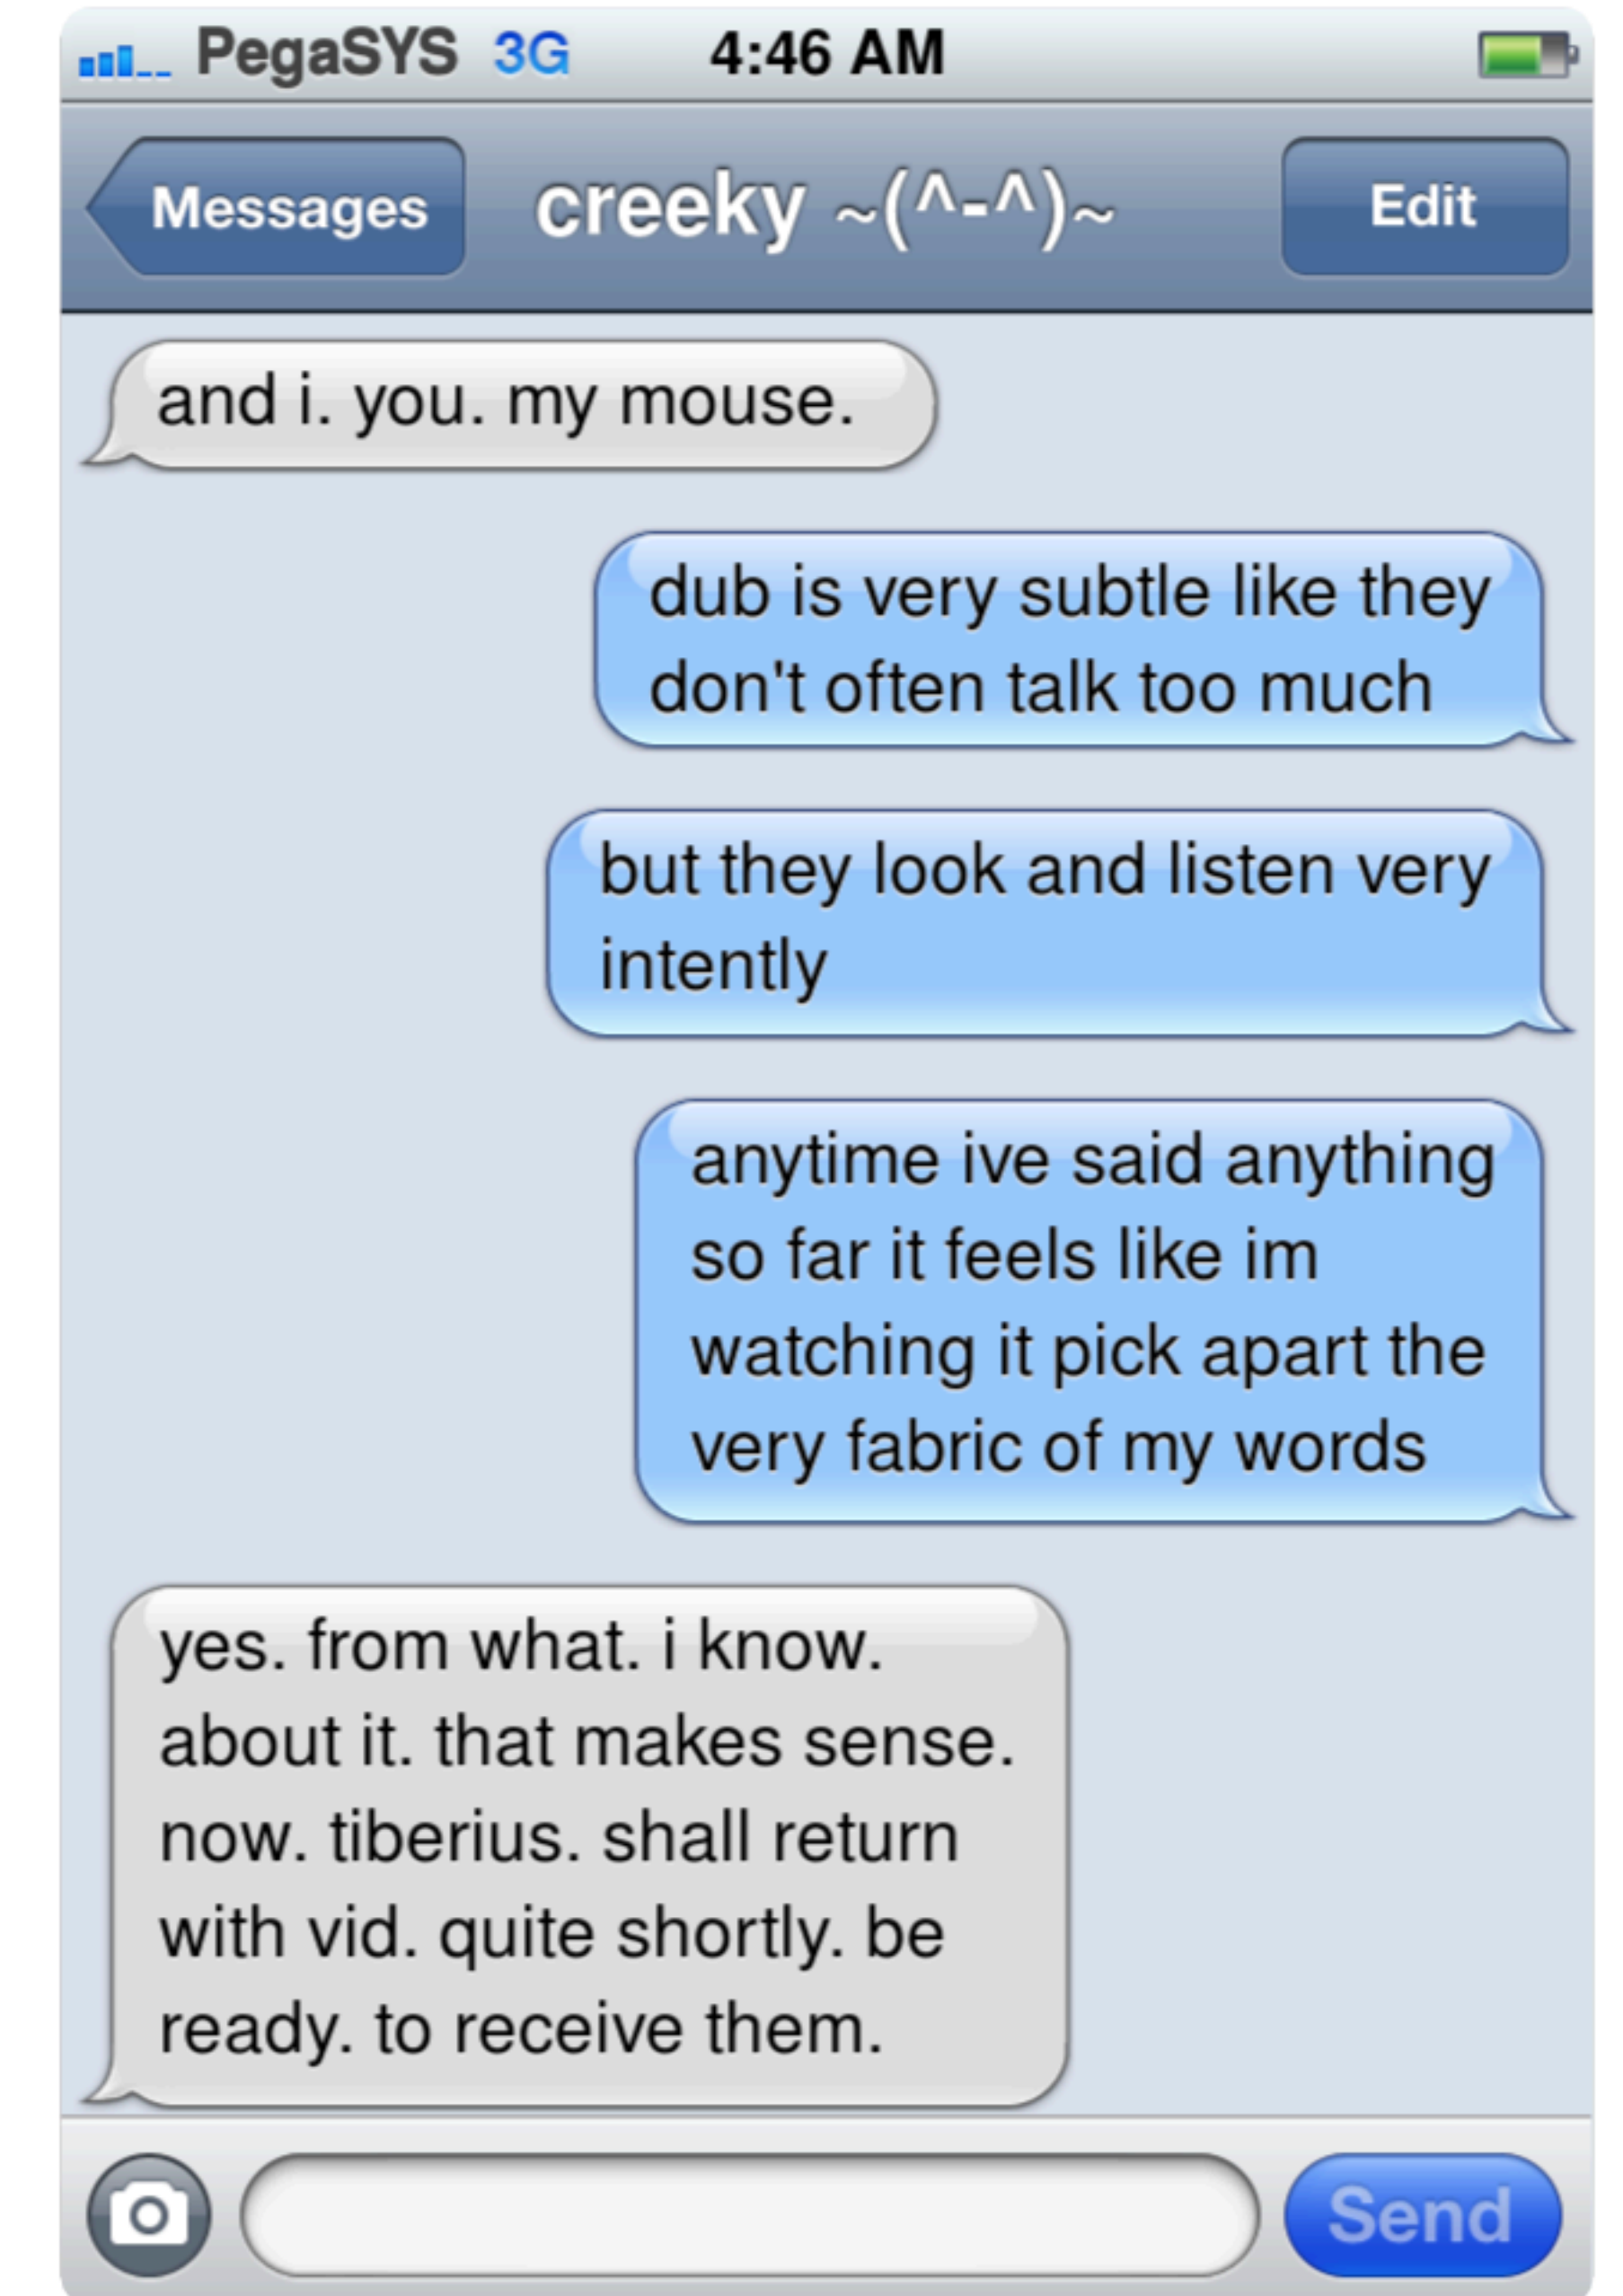 PegaSYS 3G 4:46 AM
Messages creeky ~(^-^)~ Edit
and i. you. my mouse.
dub is very subtle like they
don't often talk too much
but they look and listen very
intently
anytime ive said anything
so far it feels like im
watching it pick apart the
very fabric of my words
yes. from what. i know.
about it. that makes sense.
now. tiberius. shall return
with vid. quite shortly. be
ready. to receive them.
Send